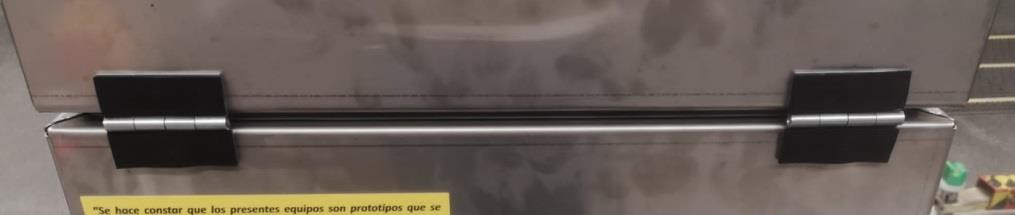 "Se hace constar que los presentes equipos son prototipos que se